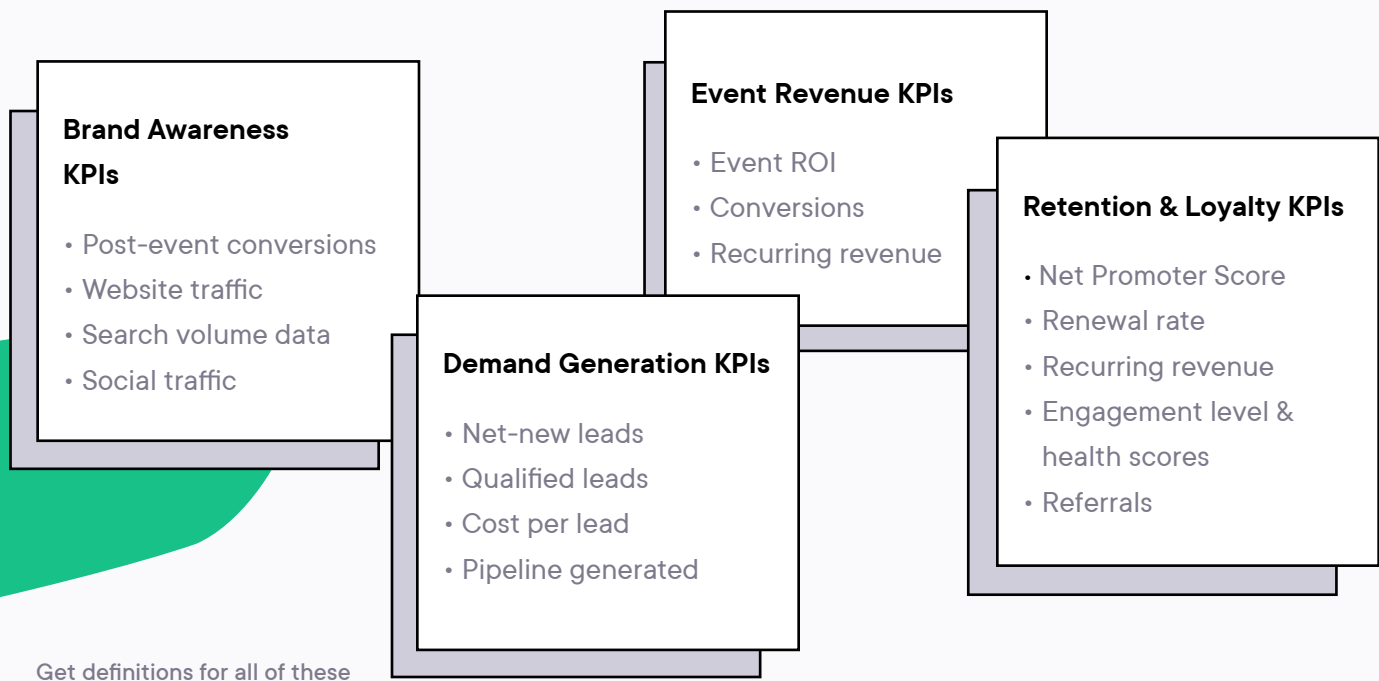 Brand Awareness
KPIs
• Post-event conversions
• Website traffic
• Search volume data
• Social traffic
Demand Generation KPIs
• Net-new leads
• Qualified leads
• Cost per lead
• Pipeline generated
Event Revenue KPIs
• Event ROI
• Conversions
• Recurring revenue
Retention & Loyalty KPIs
• Net Promoter Score
• Renewal rate
• Recurring revenue
• Engagement level &
health scores
• Referrals
Get definitions for all of these